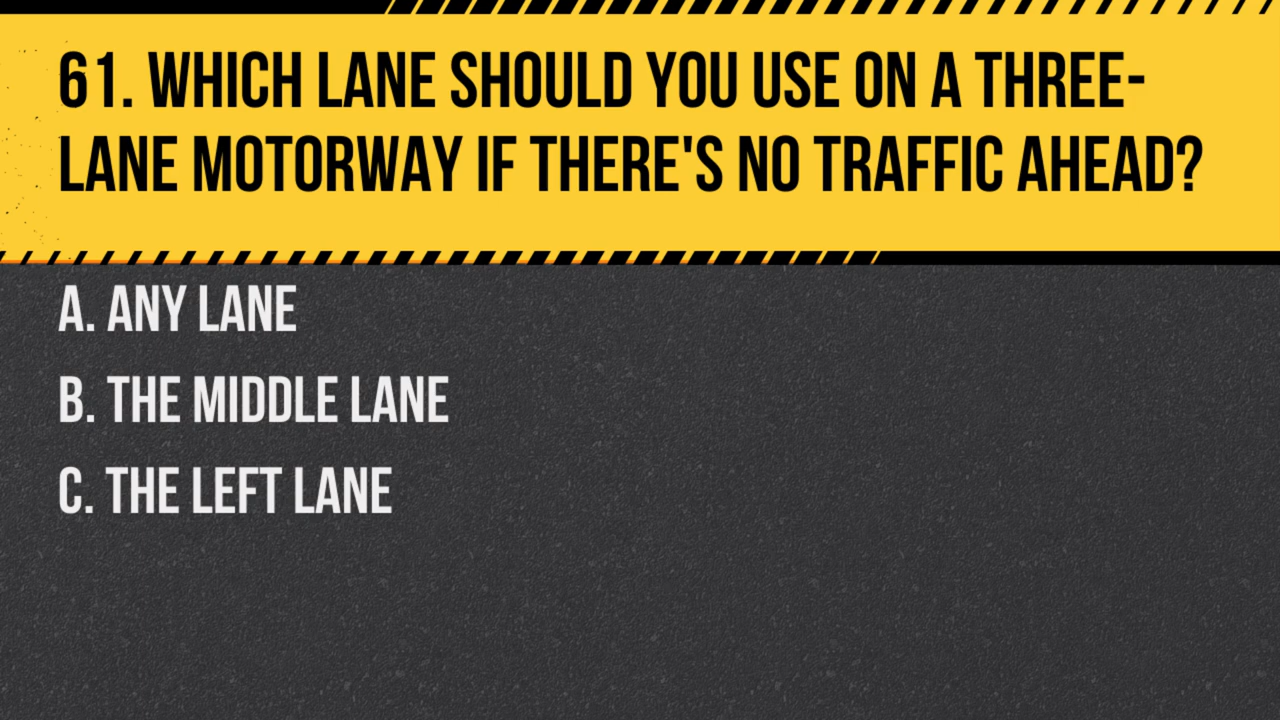 61. WHICH LANE SHOULD YOU USE ON A THREE-
LANE MOTORWAY IF THERE'S NO TRAFFIC AHEAD?
A. ANY LANE
B. THE MIDDLE LANE
C. THE LEFT LANE